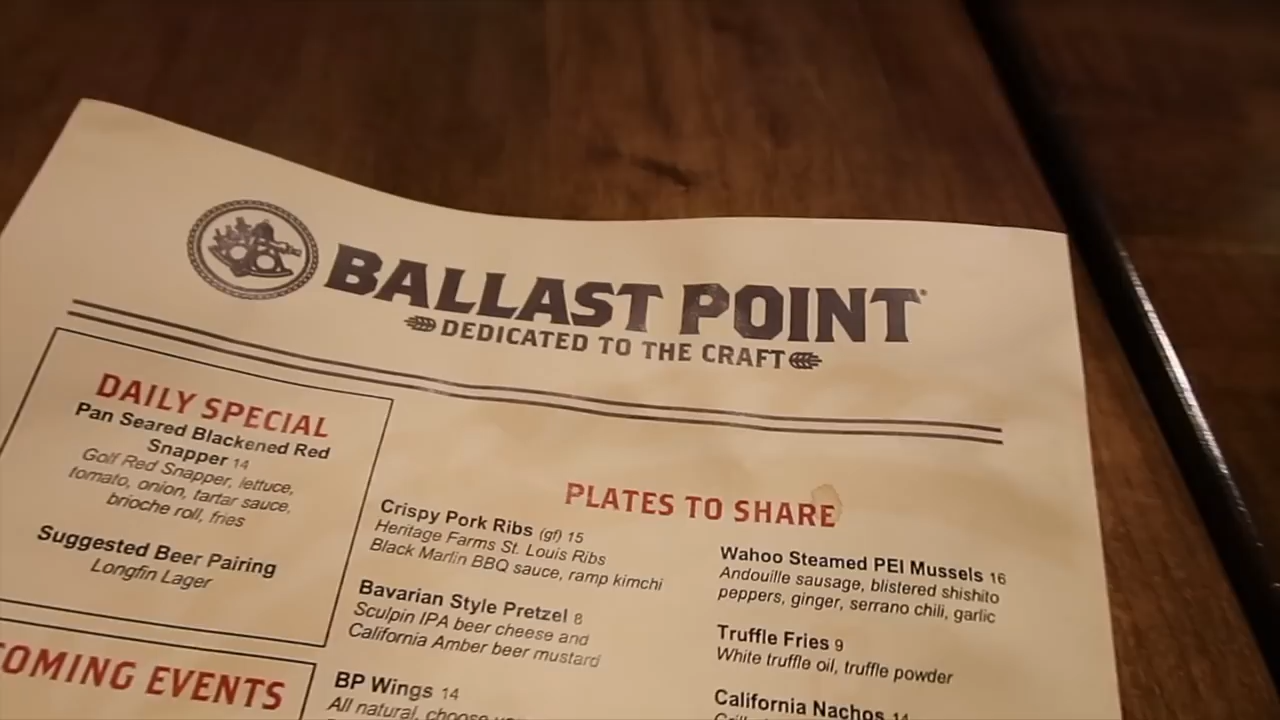 BALLAST POINT®
DEDICATED TO THE CRAFT
DAILY SPECIAL
Pan Seared Blackened Red
Snapper 14
Golf Red Snapper, lettuce,
tomato, onion, tartar sauce,
brioche roll, fries
Suggested Beer Pairing
Longfin Lager
COMING EVENTS
PLATES TO SHARE
Crispy Pork Ribs (gf) 15
Heritage Farms St. Louis Ribs
Black Marlin BBQ sauce, ramp kimchi
Bavarian Style Pretzel 8
Sculpin IPA beer cheese and
California Amber beer mustard
BP Wings 14
All natural, choose
Wahoo Steamed PEI Mussels 16
Andouille sausage, blistered shishito
peppers, ginger, serrano chili, garlic
Truffle Fries 9
White truffle oil, truffle powder
California Nachos 14